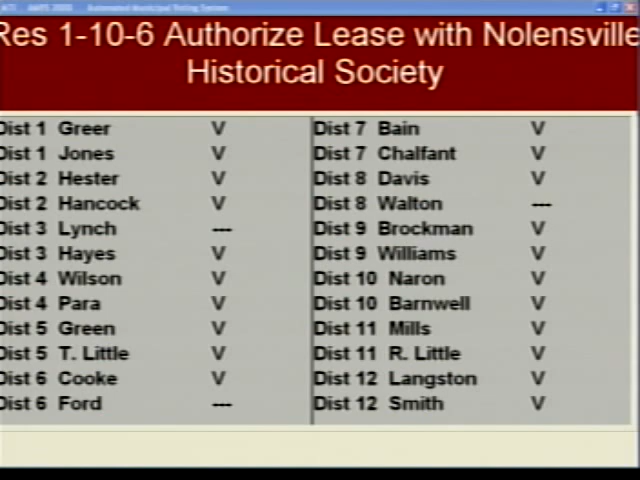 Automated Municipal Voting System
Res 1-10-6 Authorize Lease with Nolensville
Historical Society
Dist 1 Greer V
Dist 1 Jones V
Dist 2 Hester V
Dist 2 Hancock V
Dist 3 Lynch ---
Dist 3 Hayes V
Dist 4 Wilson V
Dist 4 Para V
Dist 5 Green V
Dist 5 T. Little V
Dist 6 Cooke V
Dist 6 Ford ---
Dist 7 Bain V
Dist 7 Chalfant V
Dist 8 Davis V
Dist 8 Walton ---
Dist 9 Brockman V
Dist 9 Williams V
Dist 10 Naron V
Dist 10 Barnwell V
Dist 11 Mills V
Dist 11 R. Little V
Dist 12 Langston V
Dist 12 Smith V